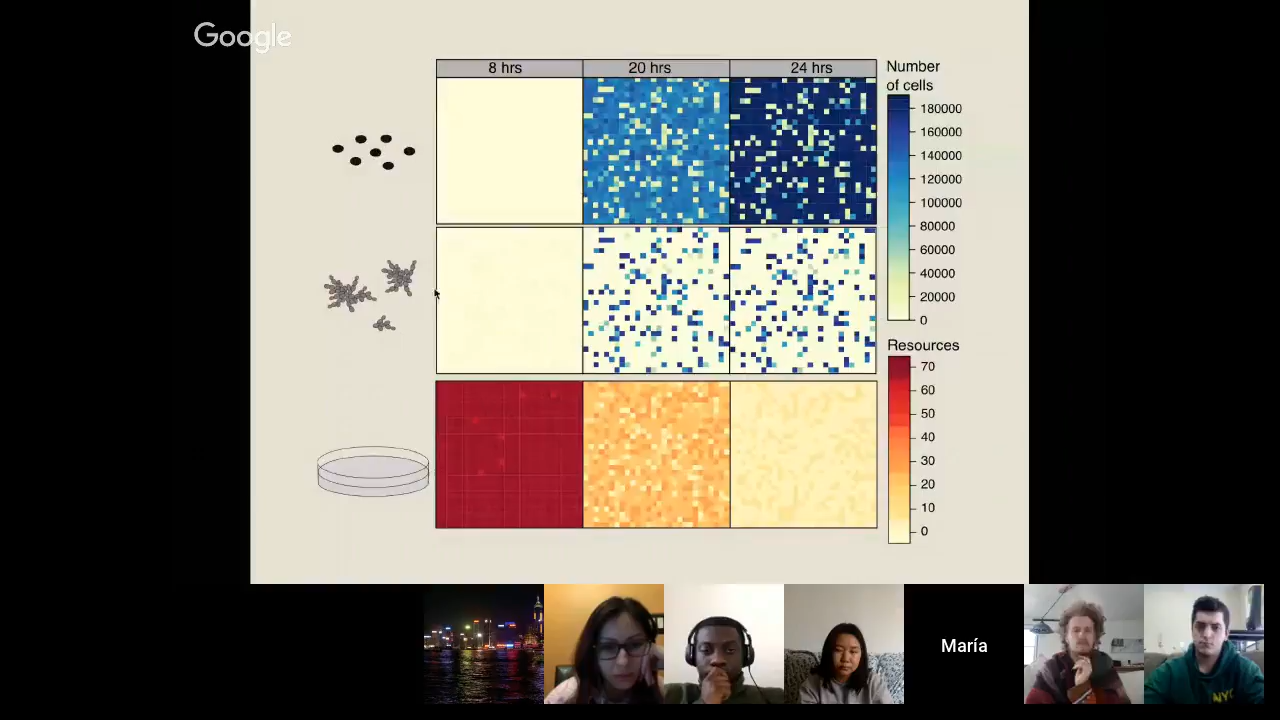 Google
8 hrs 20 hrs 24 hrs
Number
of cells
180000
160000
140000
120000
100000
80000
60000
40000
20000
0
Resources
70
60
50
40
30
20
10
0
María
NYC